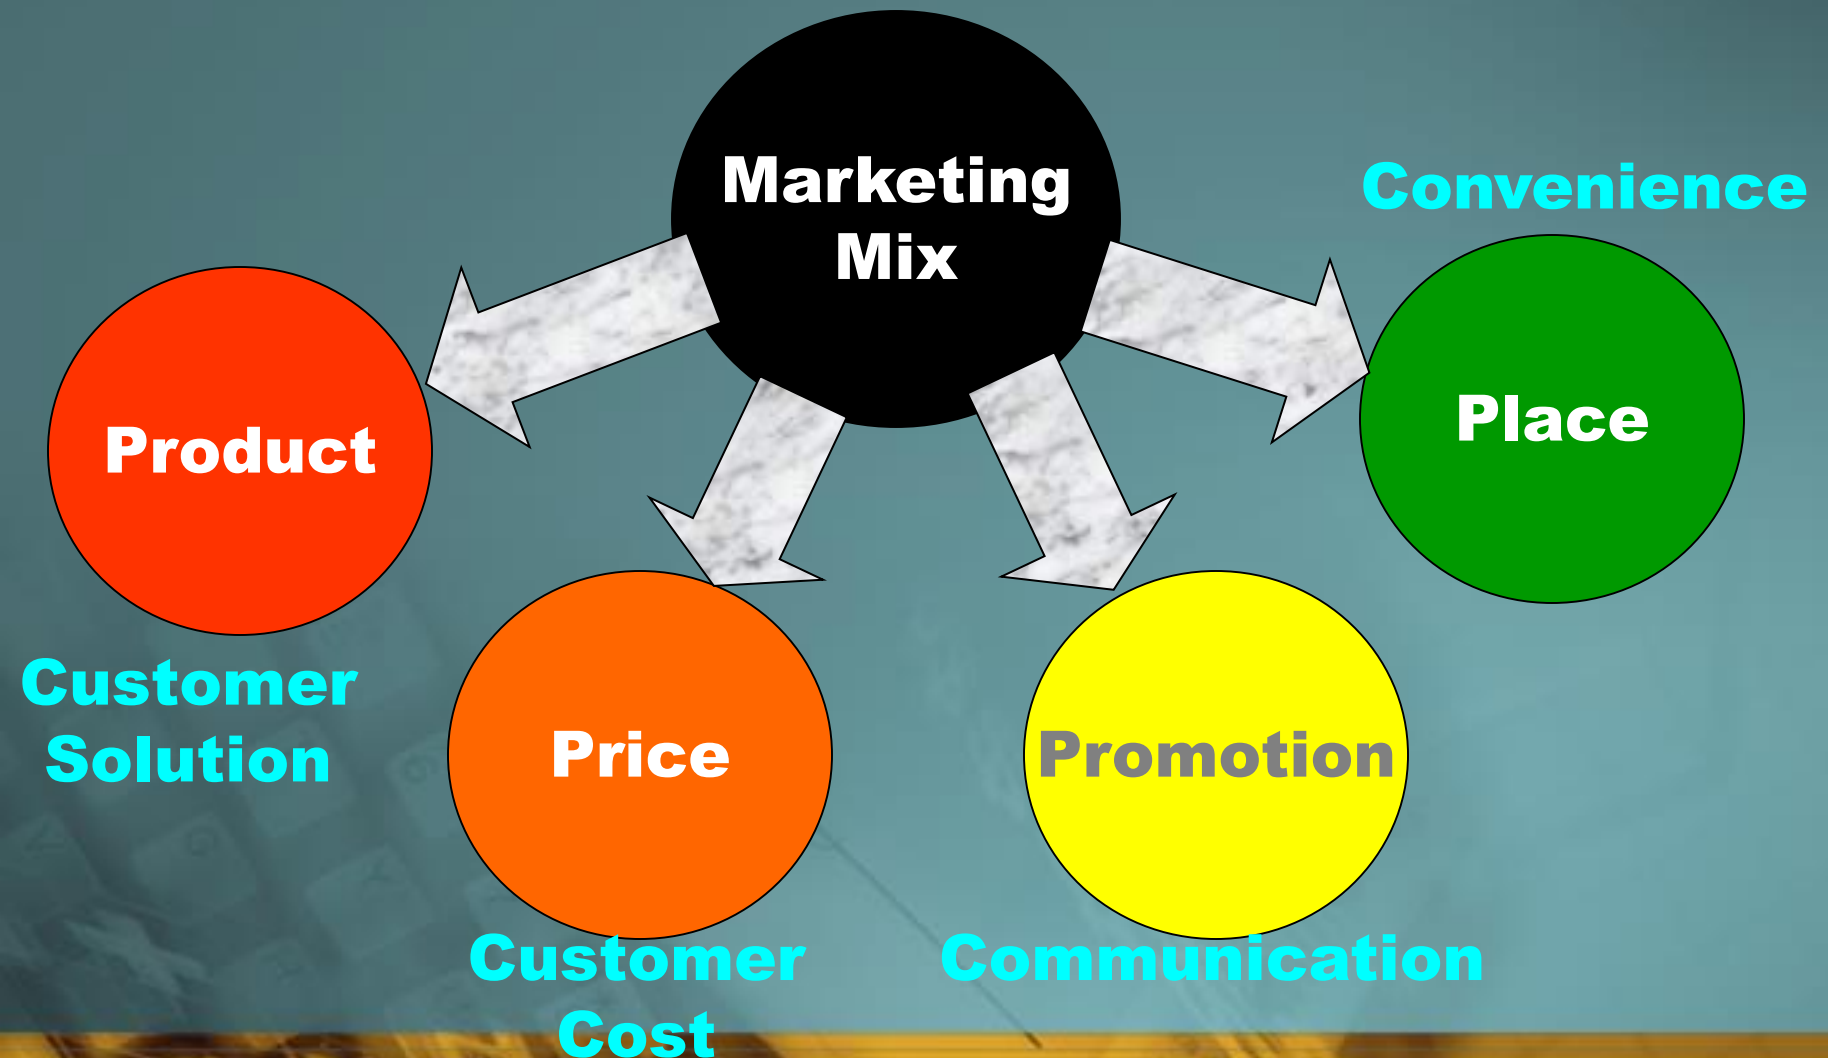 Marketing
Mix
Convenience
Product
Place
Customer
Solution
Price
Promotion
Customer
Cost
Communication